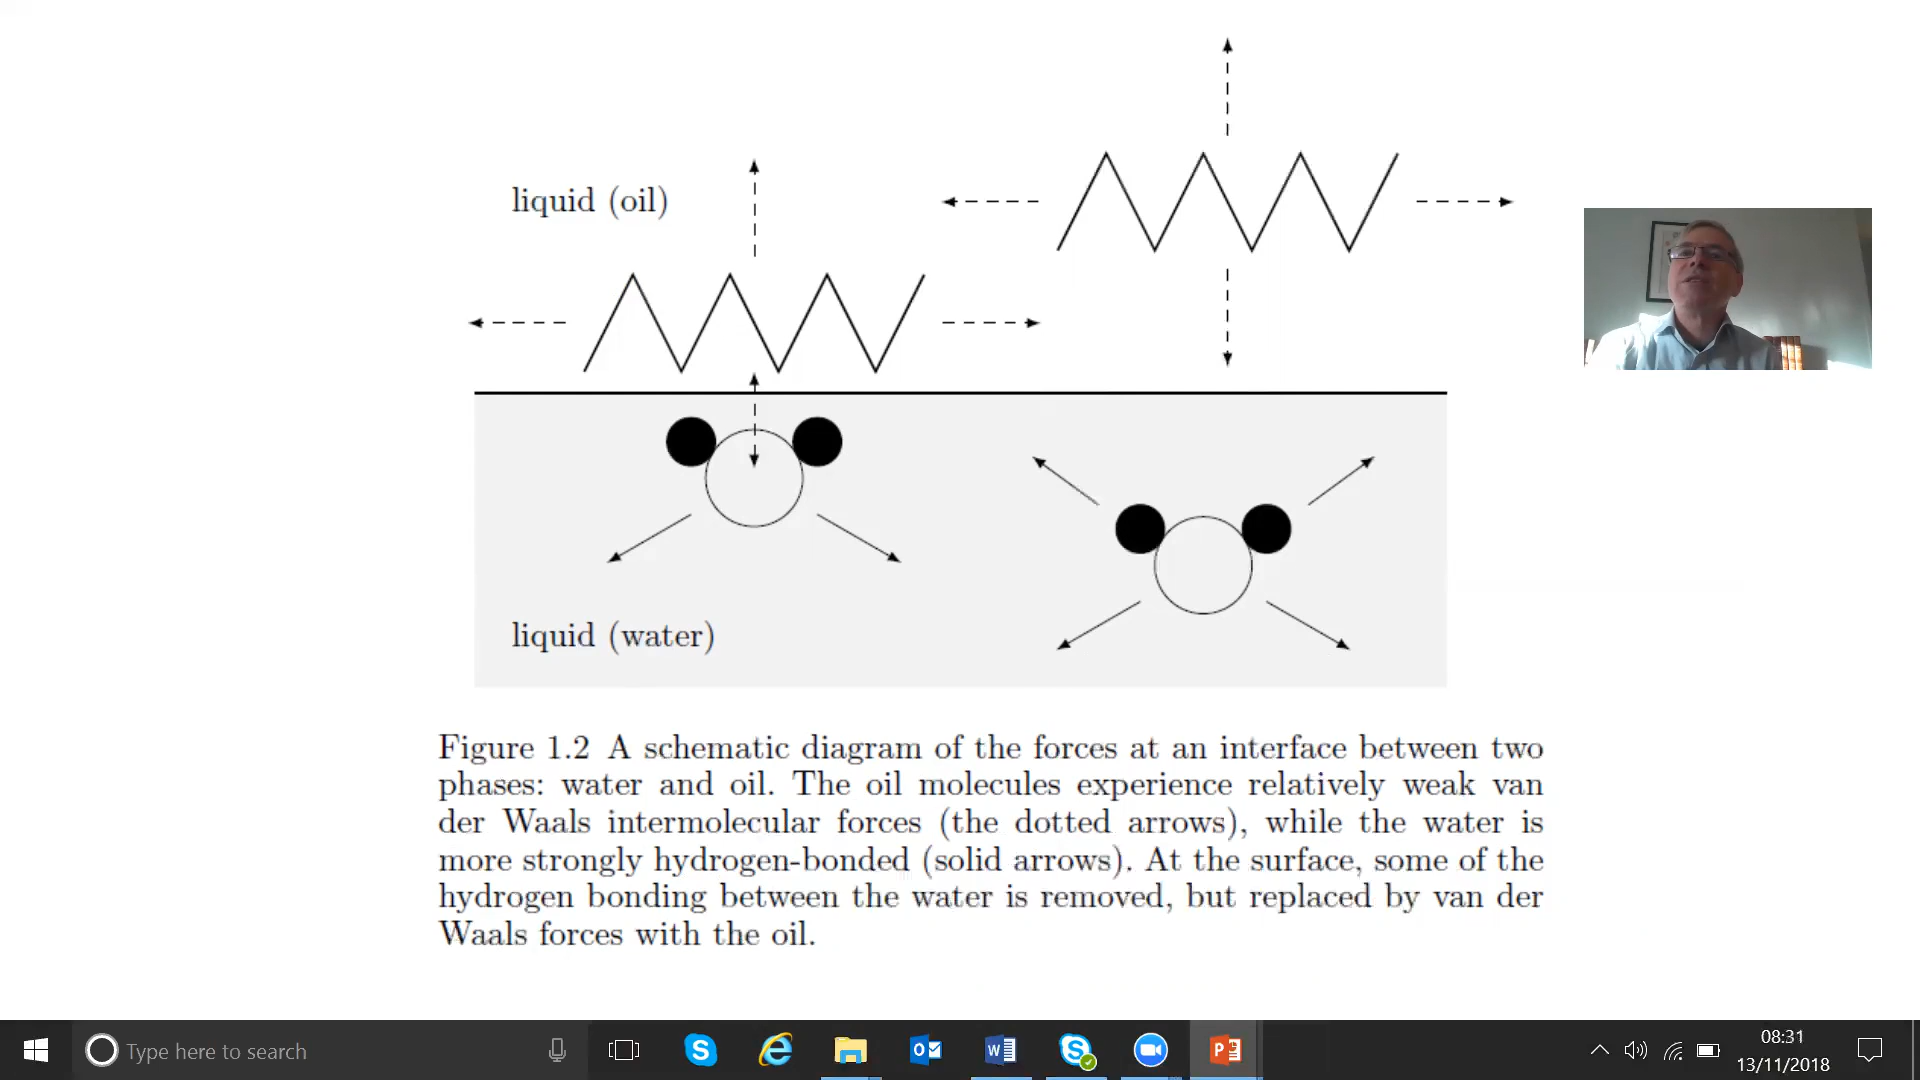 liquid (oil)
liquid (water)
Figure 1.2 A schematic diagram of the forces at an interface between two
phases: water and oil. The oil molecules experience relatively weak van
der Waals intermolecular forces (the dotted arrows), while the water is
more strongly hydrogen-bonded (solid arrows). At the surface, some of the
hydrogen bonding between the water is removed, but replaced by van der
Waals forces with the oil.
Type here to search
08:31
13/11/2018